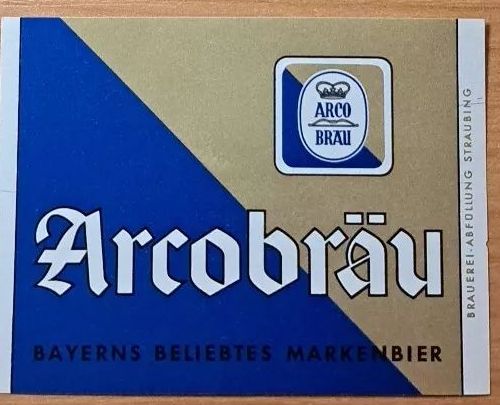 ARCO
BRÄU
Arcobräu
BAYERNS BELIEBTES MARKENBIER
BRAUEREI-ABFÜLLUNG STRAUBING